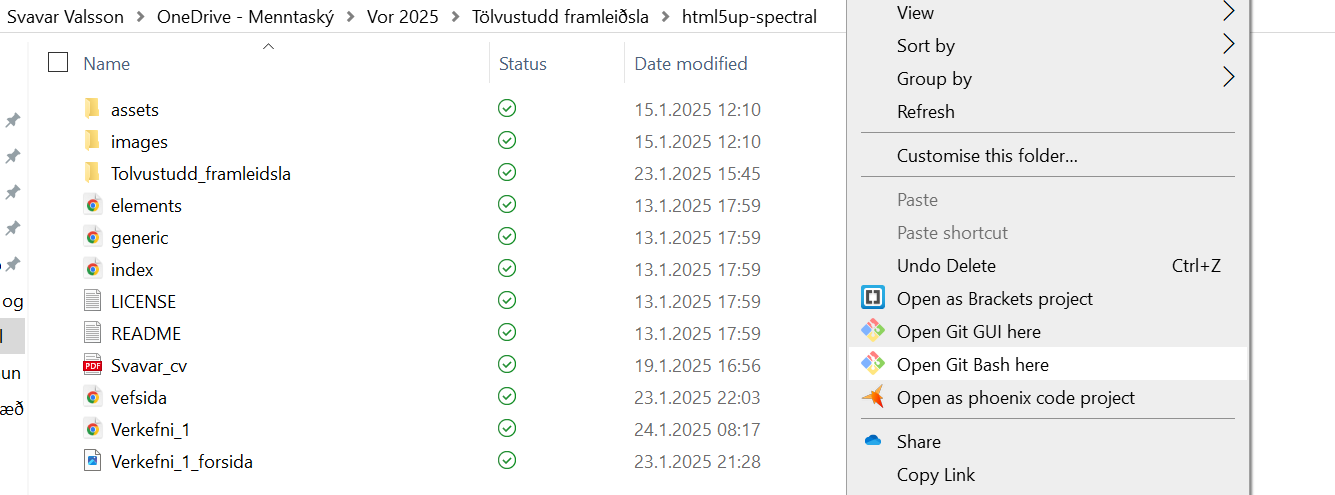 Svavar Valsson > OneDrive - Menntaský > Vor 2025 > Tölvustudd framleiðsla > html5up-spectral
Name Status Date modified
assets 15.1.2025 12:10
images 15.1.2025 12:10
Tolvustudd_framleidsla 23.1.2025 15:45
elements 13.1.2025 17:59
generic 13.1.2025 17:59
index 13.1.2025 17:59
LICENSE 13.1.2025 17:59
README 13.1.2025 17:59
PDF Svavar_cv 19.1.2025 16:56
vefsida 23.1.2025 22:03
Verkefni_1 24.1.2025 08:17
Verkefni_1_forsida 23.1.2025 21:28
og
l
un
æð
View
Sort by
Group by
Refresh
Customise this folder...
Paste
Paste shortcut
Undo Delete Ctrl+Z
Open as Brackets project
Open Git GUI here
Open Git Bash here
Open as phoenix code project
Share
Copy Link